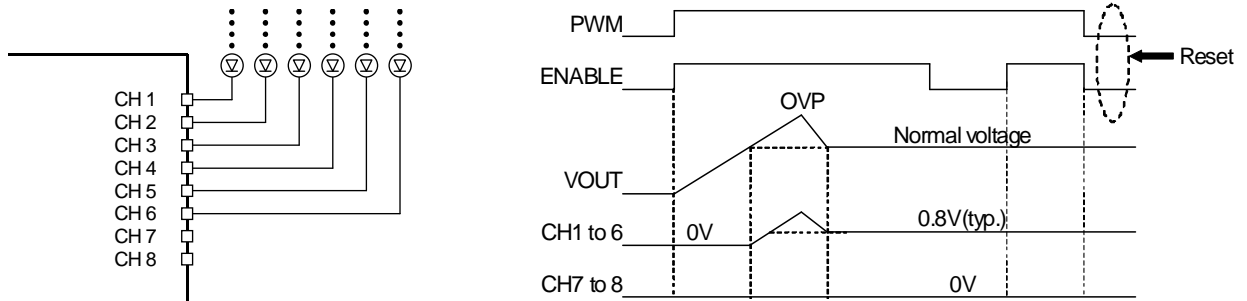 CH 1
CH 2
CH 3
CH 4
CH 5
CH 6
CH 7
CH 8
PWM
Reset
ENABLE
OVP
Normal voltage
VOUT
CH1 to 6
0V
0.8V(typ.)
CH7 to 8
0V